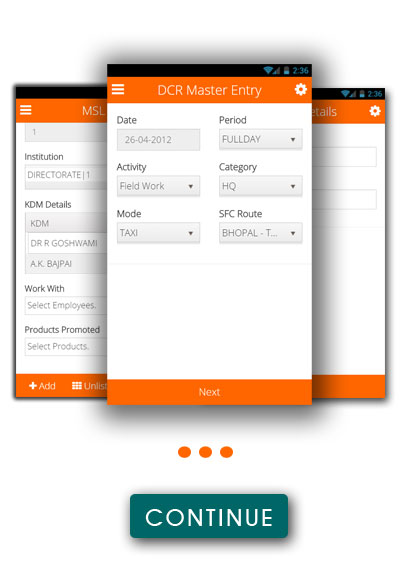 2:36
DCR Master Entry
Date
Period
26-04-2012
FULLDAY
Activity
Category
Field Work
HQ
Mode
SFC Route
TAXI
BHOPAL - T...
Next
MSL
1
Institution
DIRECTORATE|1
KDM Details
KDM
DR R GOSHWAMI
A.K. BAJPAI
Work With
Select Employees.
Products Promoted
Select Products.
Add
Unlist
2:36
etails
CONTINUE